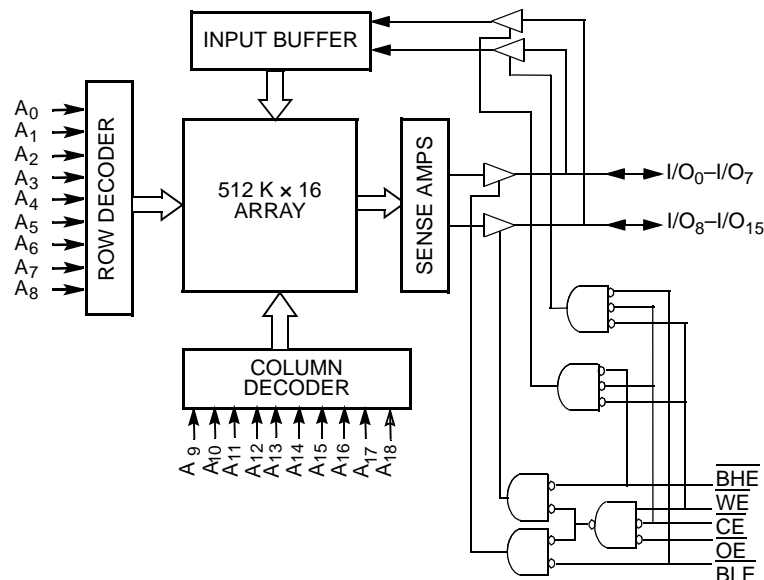 INPUT BUFFER
A0
A1
A2
A3
A4
A5
A6
A7
A8
ROW DECODER
512 K × 16
ARRAY
SENSE AMPS
I/O0–I/O7
I/O8–I/O15
COLUMN
DECODER
A9
A10
A11
A12
A13
A14
A15
A16
A17
A18
BHE
WE
CE
OE
BLE